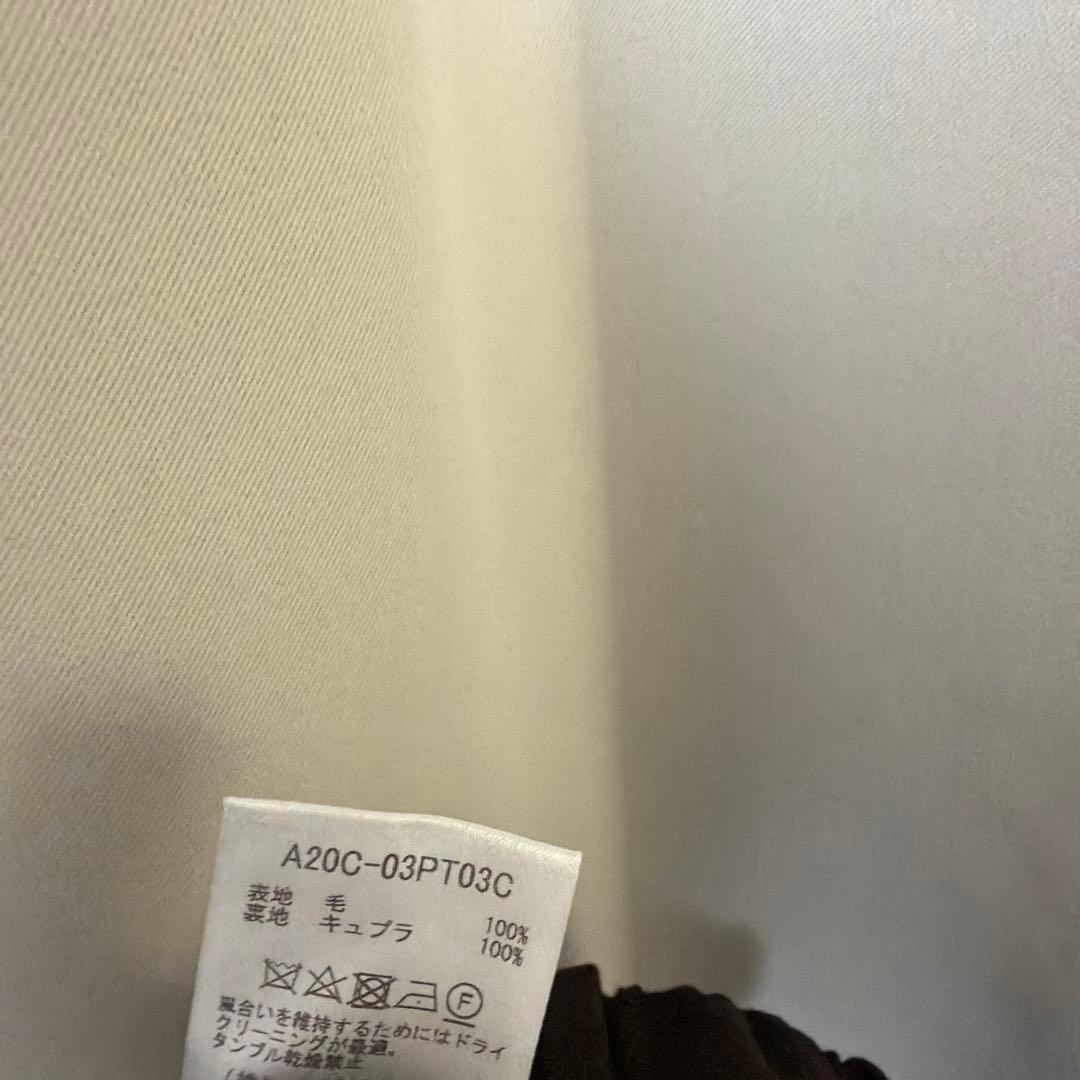 A20C-03PT03C
表地 毛 100%
裏地 キュプラ 100%
F
風合いを維持するためにはドライ
クリーニングが最適。
タンブル乾燥禁止